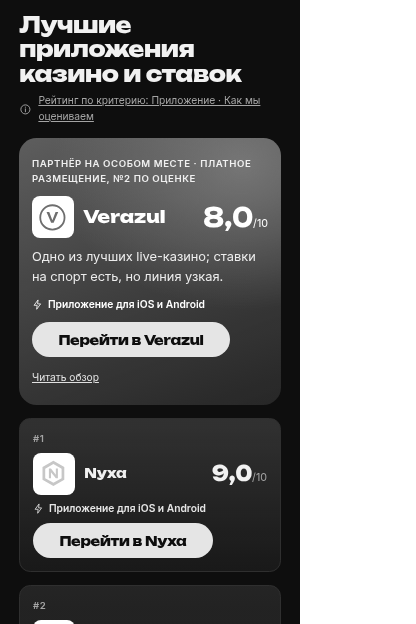 Лучшие
приложения
казино и ставок
Рейтинг по критерию: Приложение · Как мы
оцениваем
ПАРТНЁР НА ОСОБОМ МЕСТЕ · ПЛАТНОЕ
РАЗМЕЩЕНИЕ, №2 ПО ОЦЕНКЕ
V Verazul 8,0/10
Одно из лучших live-казино; ставки
на спорт есть, но линия узкая.
Приложение для iOS и Android
Перейти в Verazul
Читать обзор
#1
N Nyxa 9,0/10
Приложение для iOS и Android
Перейти в Nyxa
#2